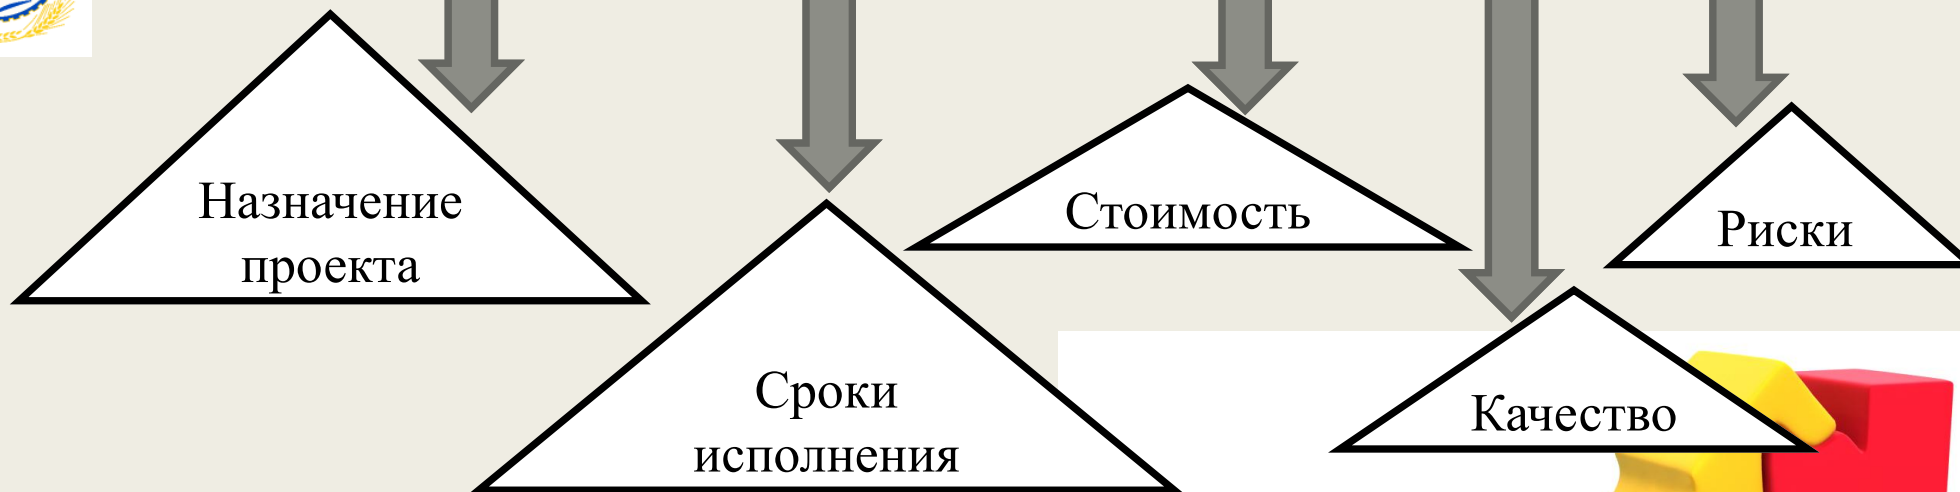 Назначение
проекта
Сроки
исполнения
Стоимость
Качество
Риски